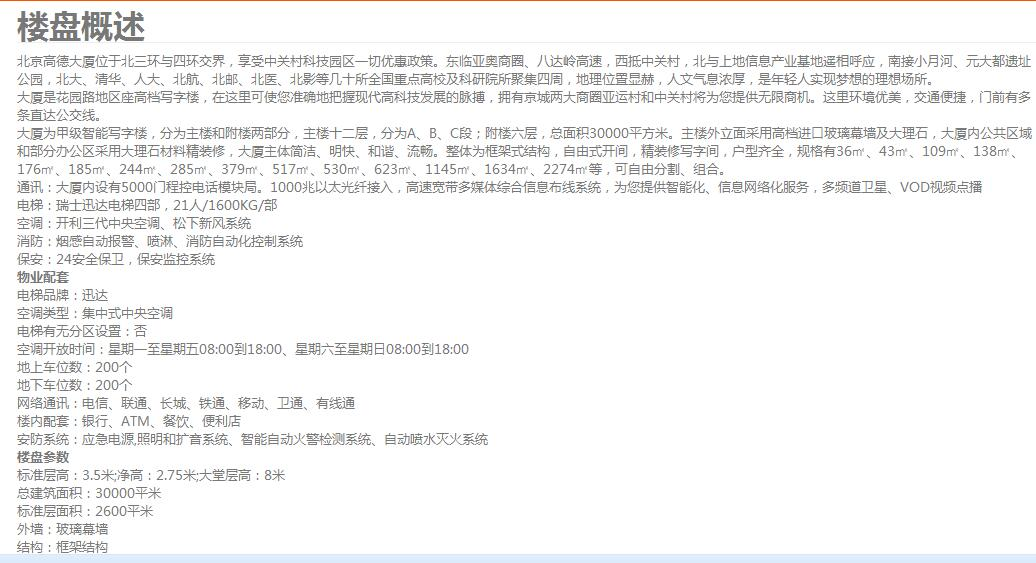 楼盘概述
北京高德大厦位于北三环与四环交界，享受中关村科技园区一切优惠政策。东临亚奥商圈、八达岭高速，西抵中关村，北与上地信息产业基地遥相呼应，南接小月河、元大都遗址
公园，北大、清华、人大、北航、北邮、北医、北影等几十所全国重点高校及科研院所聚集四周，地理位置显赫，人文气息浓厚，是年轻人实现梦想的理想场所。
大厦是花园路地区座高档写字楼，在这里可使您准确地把握现代高科技发展的脉搏，拥有京城两大商圈亚运村和中关村将为您提供无限商机。这里环境优美，交通便捷，门前有多
条直达公交线。
大厦为甲级智能写字楼，分为主楼和附楼两部分，主楼十二层，分为A、B、C段；附楼六层，总面积30000平方米。主楼外立面采用高档进口玻璃幕墙及大理石，大厦内公共区域
和部分办公区采用大理石材料精装修，大厦主体简洁、明快、和谐、流畅。整体为框架式结构，自由式开间，精装修写字间，户型齐全，规格有36㎡、43㎡、109㎡、138㎡、
176㎡、185㎡、244㎡、285㎡、379㎡、517㎡、530㎡、623㎡、1145㎡、1634㎡、2274㎡等，可自由分割、组合。
通讯：大厦内设有5000门程控电话模块局。1000兆以太光纤接入，高速宽带多媒体综合信息布线系统，为您提供智能化、信息网络化服务，多频道卫星、VOD视频点播
电梯：瑞士迅达电梯四部，21人/1600KG/部
空调：开利三代中央空调、松下新风系统
消防：烟感自动报警、喷淋、消防自动化控制系统
保安：24安全保卫，保安监控系统
物业配套
电梯品牌：迅达
空调类型：集中式中央空调
电梯有无分区设置：否
空调开放时间：星期一至星期五08:00到18:00、星期六至星期日08:00到18:00
地上车位数：200个
地下车位数：200个
网络通讯：电信、联通、长城、铁通、移动、卫通、有线通
楼内配套：银行、ATM、餐饮、便利店
安防系统：应急电源,照明和扩音系统、智能自动火警检测系统、自动喷水灭火系统
楼盘参数
标准层高：3.5米;净高：2.75米;大堂层高：8米
总建筑面积：30000平米
标准层面积：2600平米
外墙：玻璃幕墙
结构：框架结构